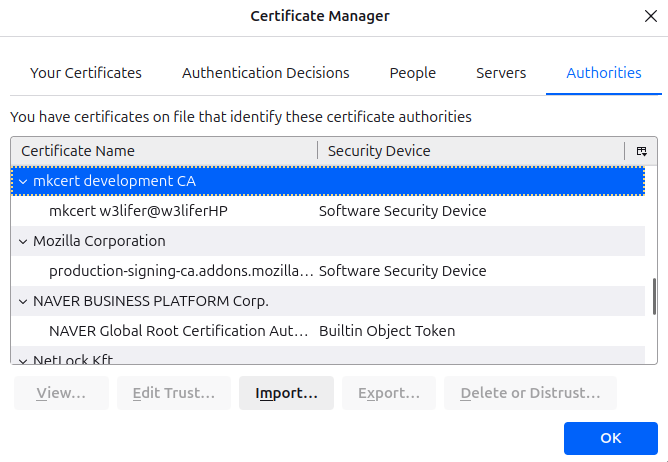 Certificate Manager
Your Certificates Authentication Decisions People Servers Authorities
You have certificates on file that identify these certificate authorities
Certificate Name Security Device
mkcert development CA
mkcert w3lifer@w3liferHP Software Security Device
Mozilla Corporation
production-signing-ca.addons.mozilla... Software Security Device
NAVER BUSINESS PLATFORM Corp.
NAVER Global Root Certification Aut... Builtin Object Token
NetLock Kft
View... Edit Trust... Import... Export... Delete or Distrust...
OK